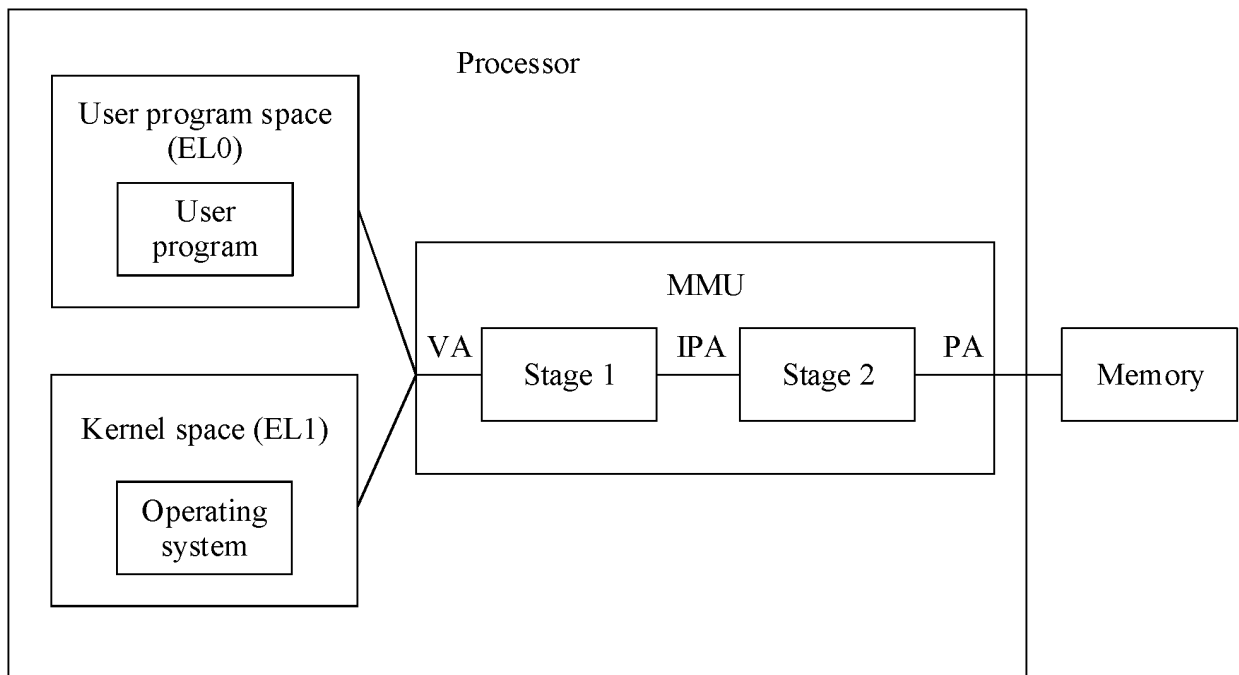 Processor
User program space
(EL0)
User
program
MMU
VA
Stage 1
IPA
Stage 2
PA
Memory
Kernel space (EL1)
Operating
system